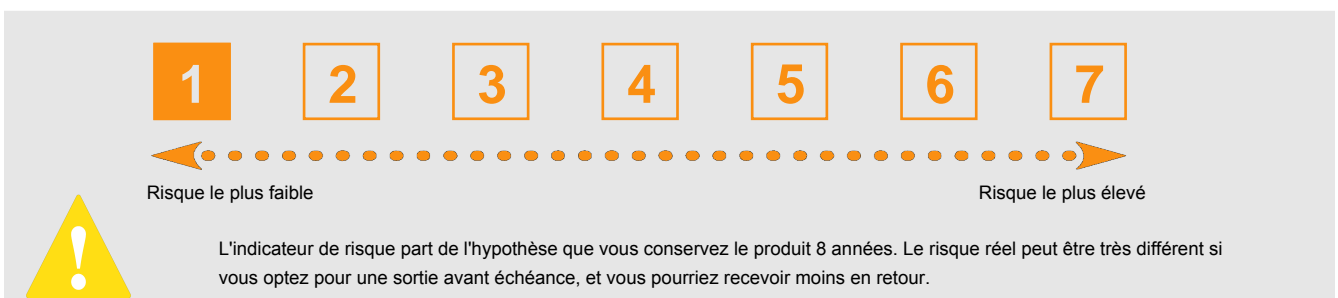 1 2 3 4 5 6 7
Risque le plus faible Risque le plus élevé
!
L'indicateur de risque part de l'hypothèse que vous conservez le produit 8 années. Le risque réel peut être très différent si
vous optez pour une sortie avant échéance, et vous pourriez recevoir moins en retour.